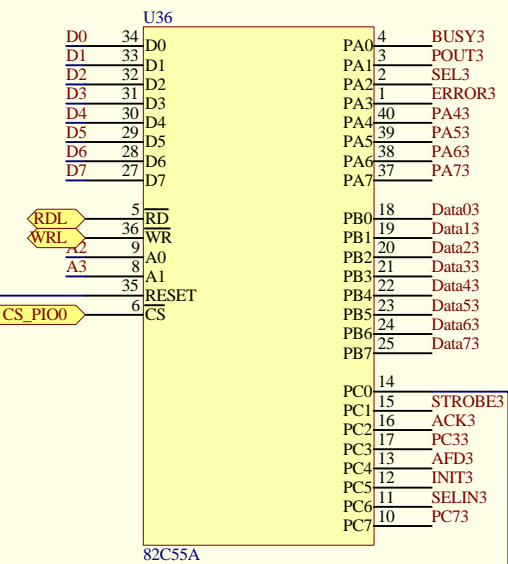 U36
D0 34 D0 PA0 4 BUSY3
D1 33 D1 PA1 3 POUT3
D2 32 D2 PA2 2 SEL3
D3 31 D3 PA3 1 ERROR3
D4 30 D4 PA4 40 PA43
D5 29 D5 PA5 39 PA53
D6 28 D6 PA6 38 PA63
D7 27 D7 PA7 37 PA73
RDL 5 RD PB0 18 Data03
WRL 36 WR PB1 19 Data13
A2 9 A0 PB2 20 Data23
A3 8 A1 PB3 21 Data33
35 RESET PB4 22 Data43
CS_PIO0 6 CS PB5 23 Data53
PB6 24 Data63
PB7 25 Data73
PC0 14
PC1 15 STROBE3
PC2 16 ACK3
PC3 17 PC33
PC4 13 AFD3
PC5 12 INIT3
PC6 11 SELIN3
PC7 10 PC73
82C55A